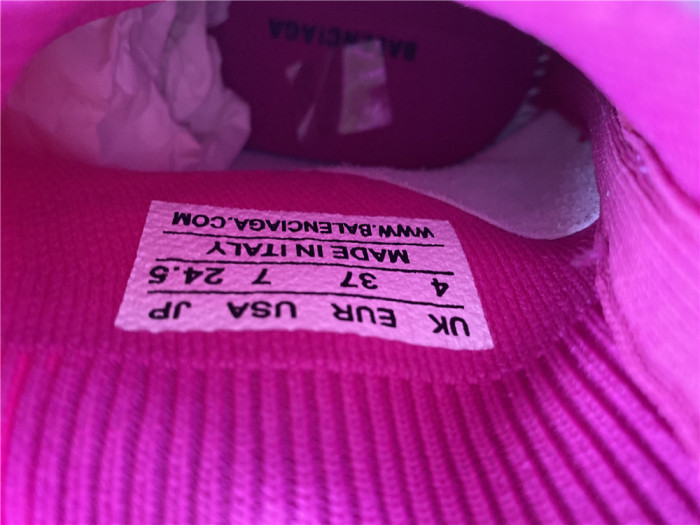 UK EUR USA JP
4 37 7 24.5
MADE IN ITALY
WWW.BALENCIAGA.COM
BALENCIAGA